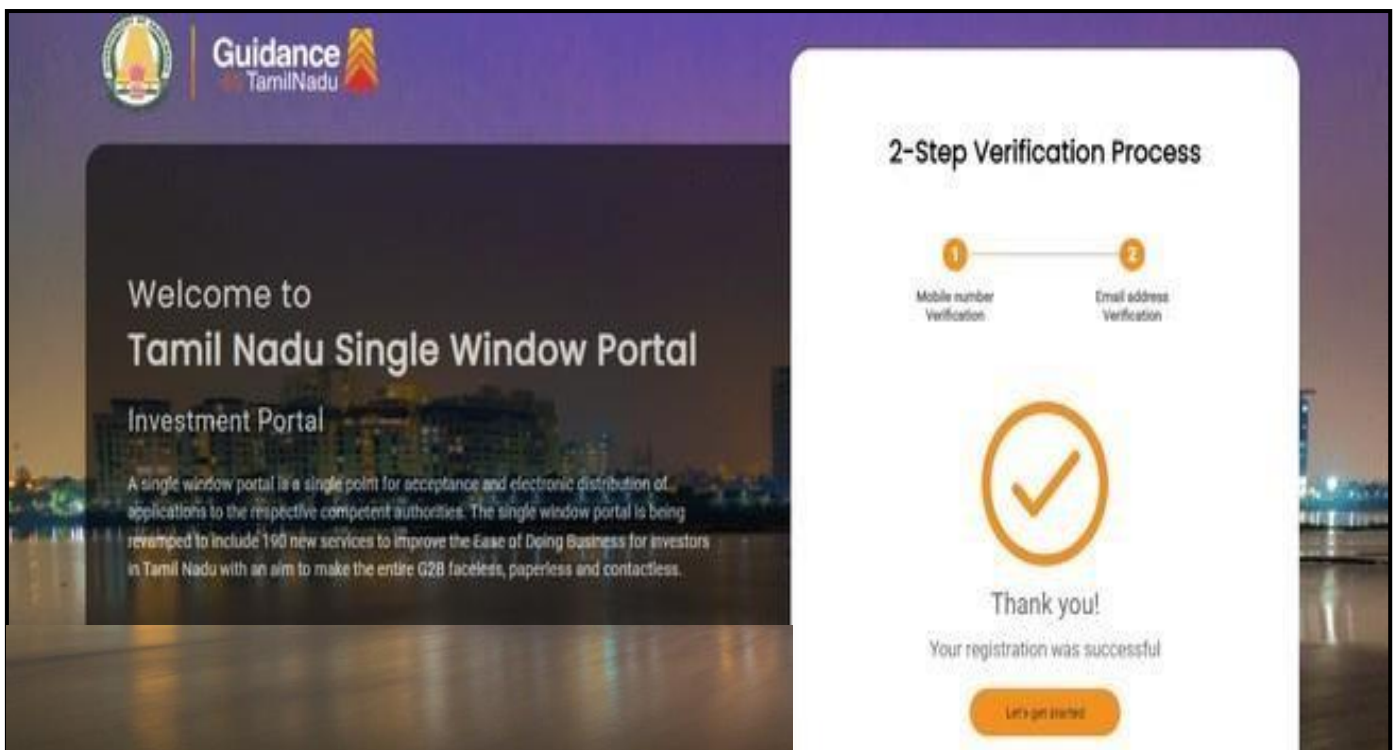 Guidance
TamilNadu
Welcome to
Tamil Nadu Single Window Portal
Investment Portal
A single window portal is a single point for acceptance and electronic distribution of
applications to the respective competent authorities. The single window portal is being
revamped to include 190 new services to improve the Ease of Doing Business for investors
in Tamil Nadu with an aim to make the entire G2B faceless, paperless and contactless.
2-Step Verification Process
1
2
Mobile number
Verification
Email address
Verification
Thank you!
Your registration was successful
Let's get started